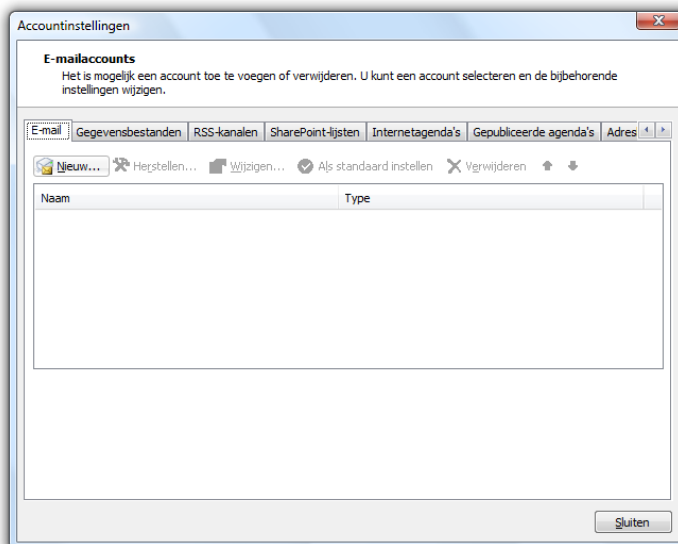 Accountinstellingen
E-mailaccounts
Het is mogelijk een account toe te voegen of verwijderen. U kunt een account selecteren en de bijbehorende
instellingen wijzigen.
E-mail Gegevensbestanden RSS-kanalen SharePoint-lijsten Internetagenda's Gepubliceerde agenda's Adres
Nieuw... Herstellen... Wijzigen... Als standaard instellen Verwijderen
Naam Type
Sluiten